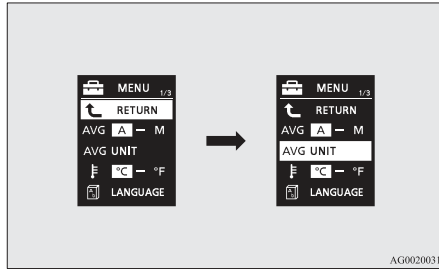 MENU 1/3
RETURN
AVG A - M
AVG UNIT
°C - °F
LANGUAGE
MENU 1/3
RETURN
AVG A - M
AVG UNIT
°C - °F
LANGUAGE
AG0020031